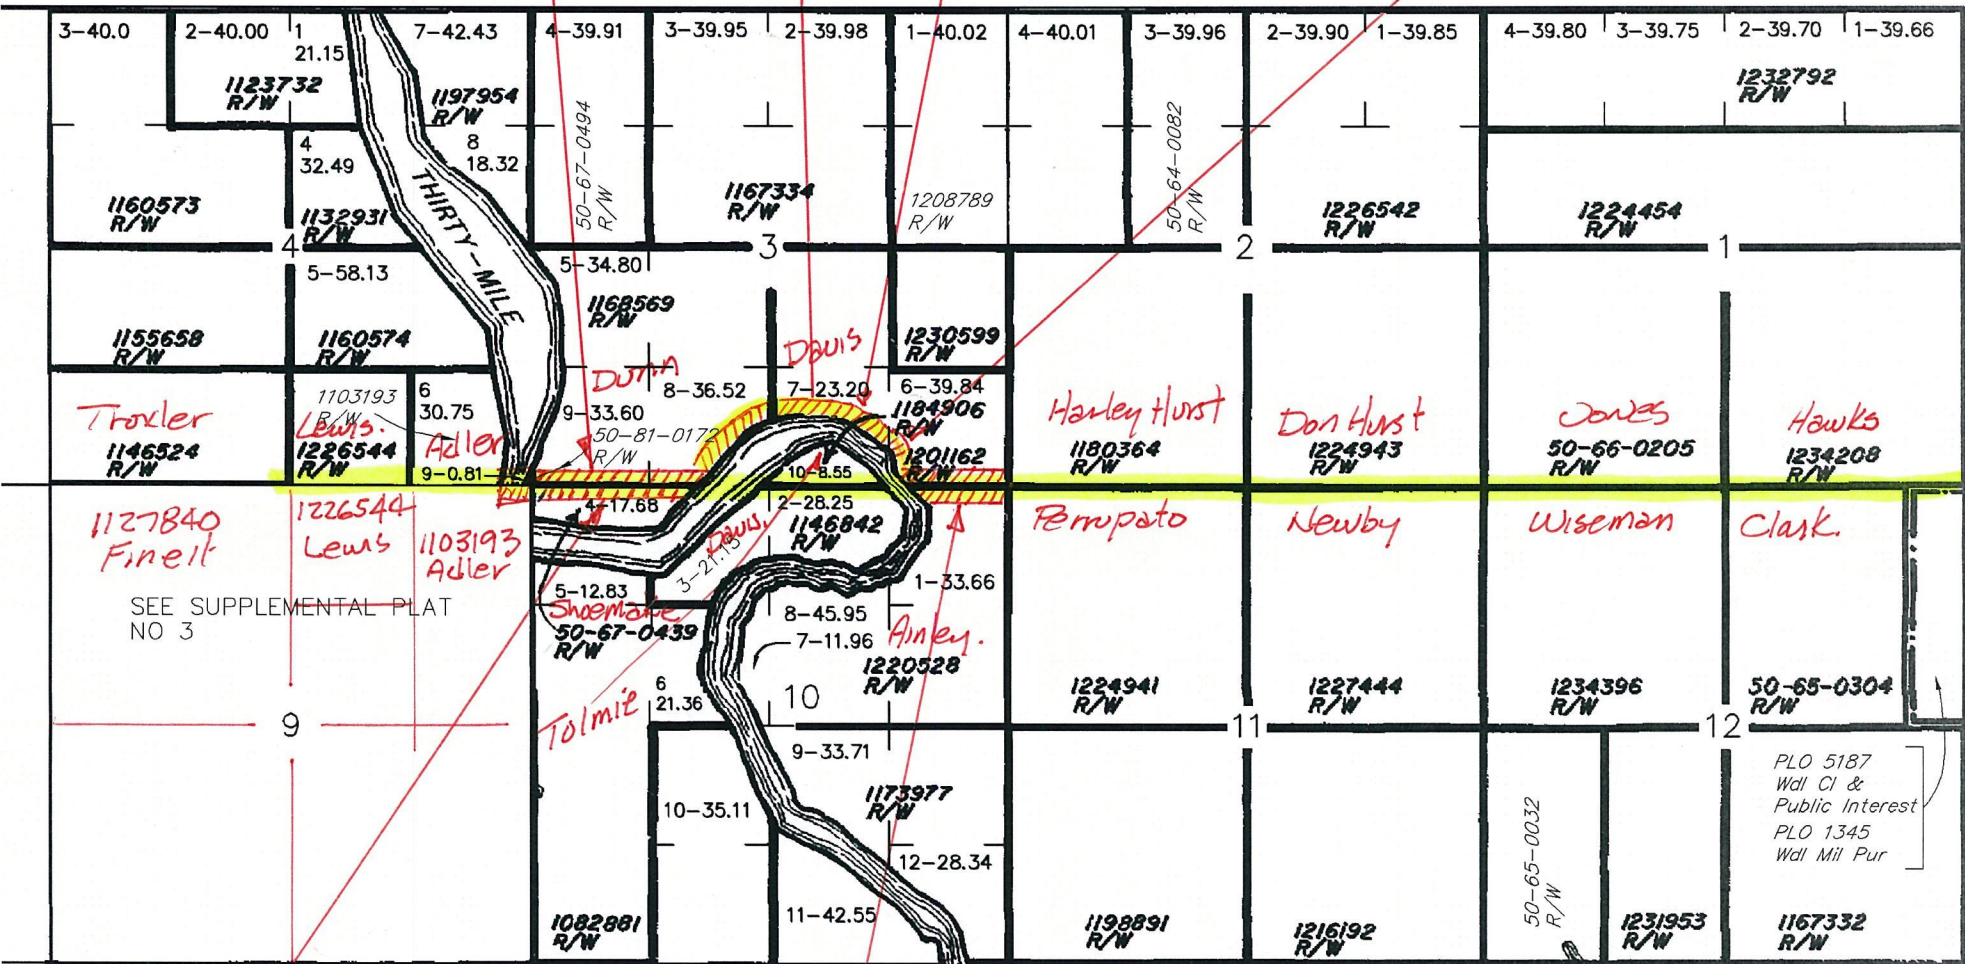 3-40.0
2-40.00
1
21.15
7-42.43
4-39.91
3-39.95
2-39.98
1-40.02
4-40.01
3-39.96
2-39.90
1-39.85
4-39.80
3-39.75
2-39.70
1-39.66
1123732
R/W
1197954
R/W
1232792
R/W
50-67-0494
R/W
50-64-0082
R/W
4
32.49
8
18.32
THIRTY-MILE
1160573
R/W
1132931
R/W
1167334
R/W
1208789
R/W
1226542
R/W
1224454
R/W
4
3
2
1
5-58.13
5-34.80
1168569
R/W
1155658
R/W
1160574
R/W
1230599
R/W
Dunn
Davis
8-36.52
7-23.20
6-39.84
1103193
R/W
6
30.75
9-33.60
1184906
R/W
Troxler
1146524
R/W
Lewis.
1226544
R/W
Adler
9-0.81
50-81-0172
R/W
10-8.55
1201162
R/W
Harley Hurst
1180364
R/W
Don Hurst
1224943
R/W
Jones
50-66-0205
R/W
Hawks
1234208
R/W
1127840
1226544
Lewis
1103193
Adler
4-17.68
2-28.25
1146842
R/W
Davis.
3-21.13
Perrupato
Newby
Wiseman
Clark.
SEE SUPPLEMENTAL PLAT
NO 3
5-12.83
Shoemake
50-67-0439
R/W
1-33.66
8-45.95
7-11.96
Ainley.
1220528
R/W
Tolmie
6
21.36
1224941
R/W
1227444
R/W
1234396
R/W
50-65-0304
R/W
9
10
11
12
9-33.71
10-35.11
1173977
R/W
12-28.34
11-42.55
PLO 5187
Wdl Cl &
Public Interest
PLO 1345
Wdl Mil Pur
50-65-0032
R/W
1082881
R/W
1198891
R/W
1216192
R/W
1231953
R/W
1167332
R/W